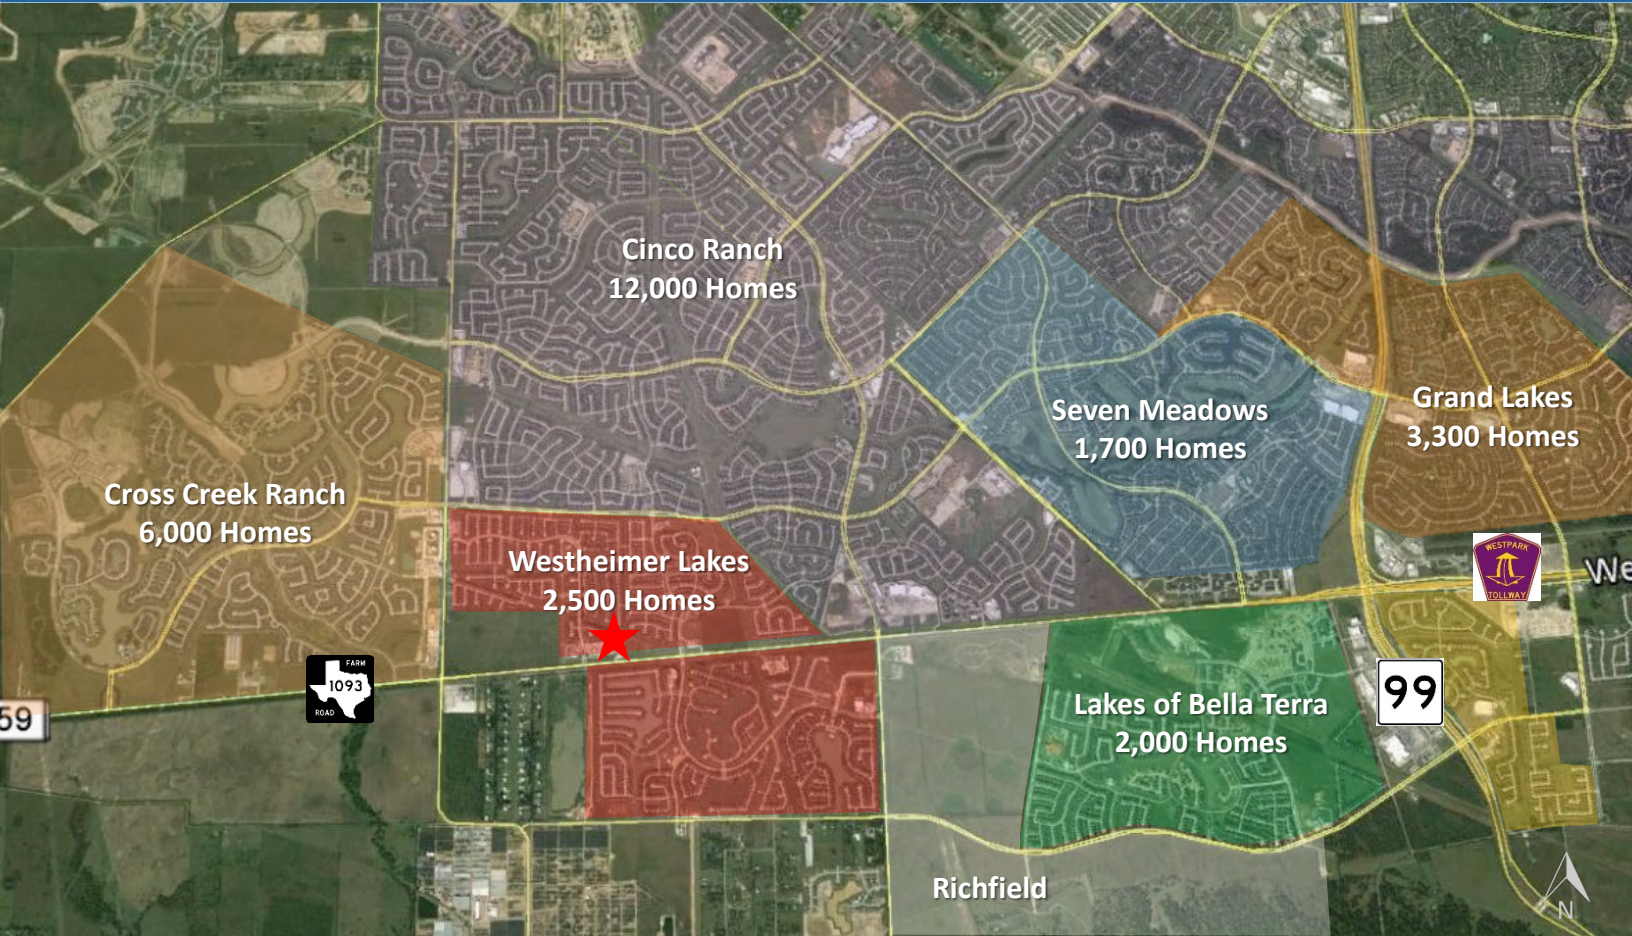 Cinco Ranch
12,000 Homes
Seven Meadows
1,700 Homes
Grand Lakes
3,300 Homes
Cross Creek Ranch
6,000 Homes
Westheimer Lakes
2,500 Homes
WESTPARK
TOLLWAY
We
FARM
1093
ROAD
59
Lakes of Bella Terra
2,000 Homes
99
Richfield
N